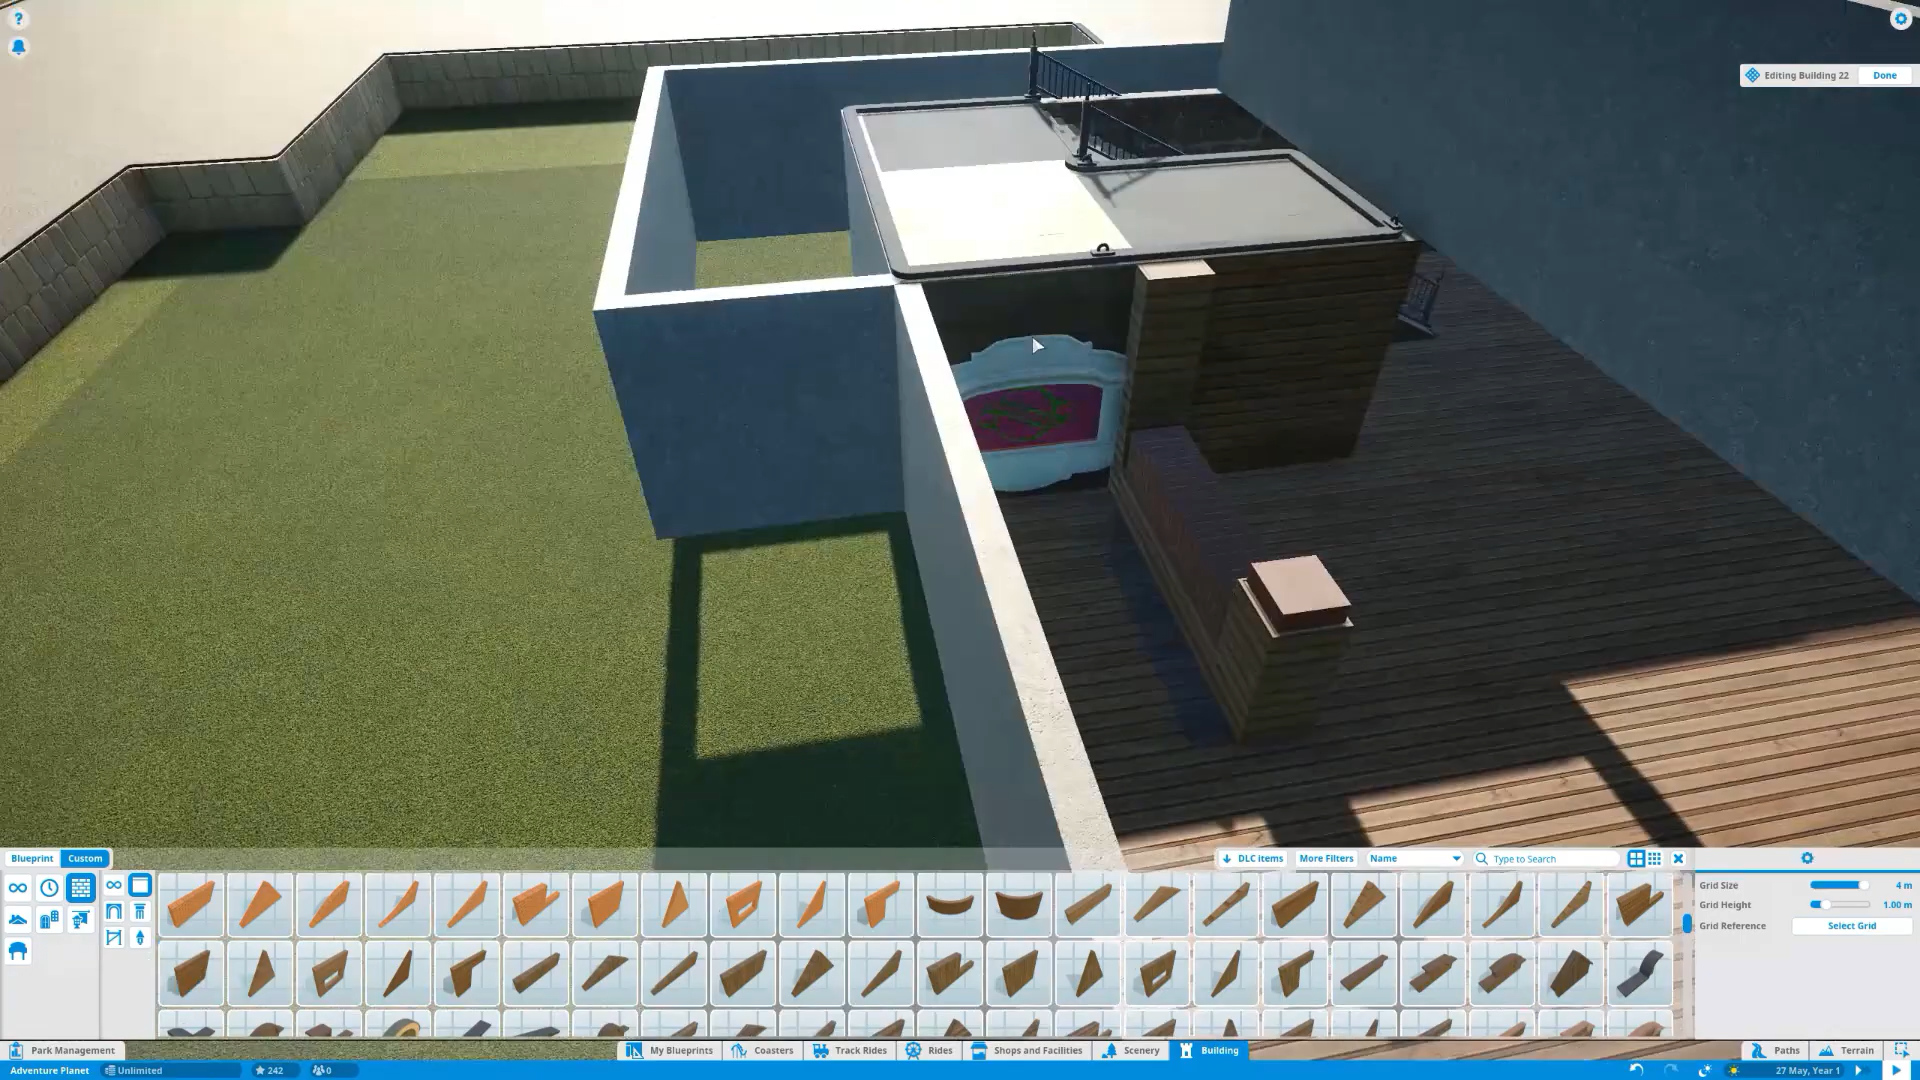 ?
Editing Building 22 Done
Blueprint Custom
DLC items More Filters Name Type to Search
Grid Size 4 m
Grid Height 1.00 m
Grid Reference Select Grid
Park Management My Blueprints Coasters Track Rides Rides Shops and Facilities Scenery Building Paths Terrain
Adventure Planet Unlimited 242 0 27 May, Year 1